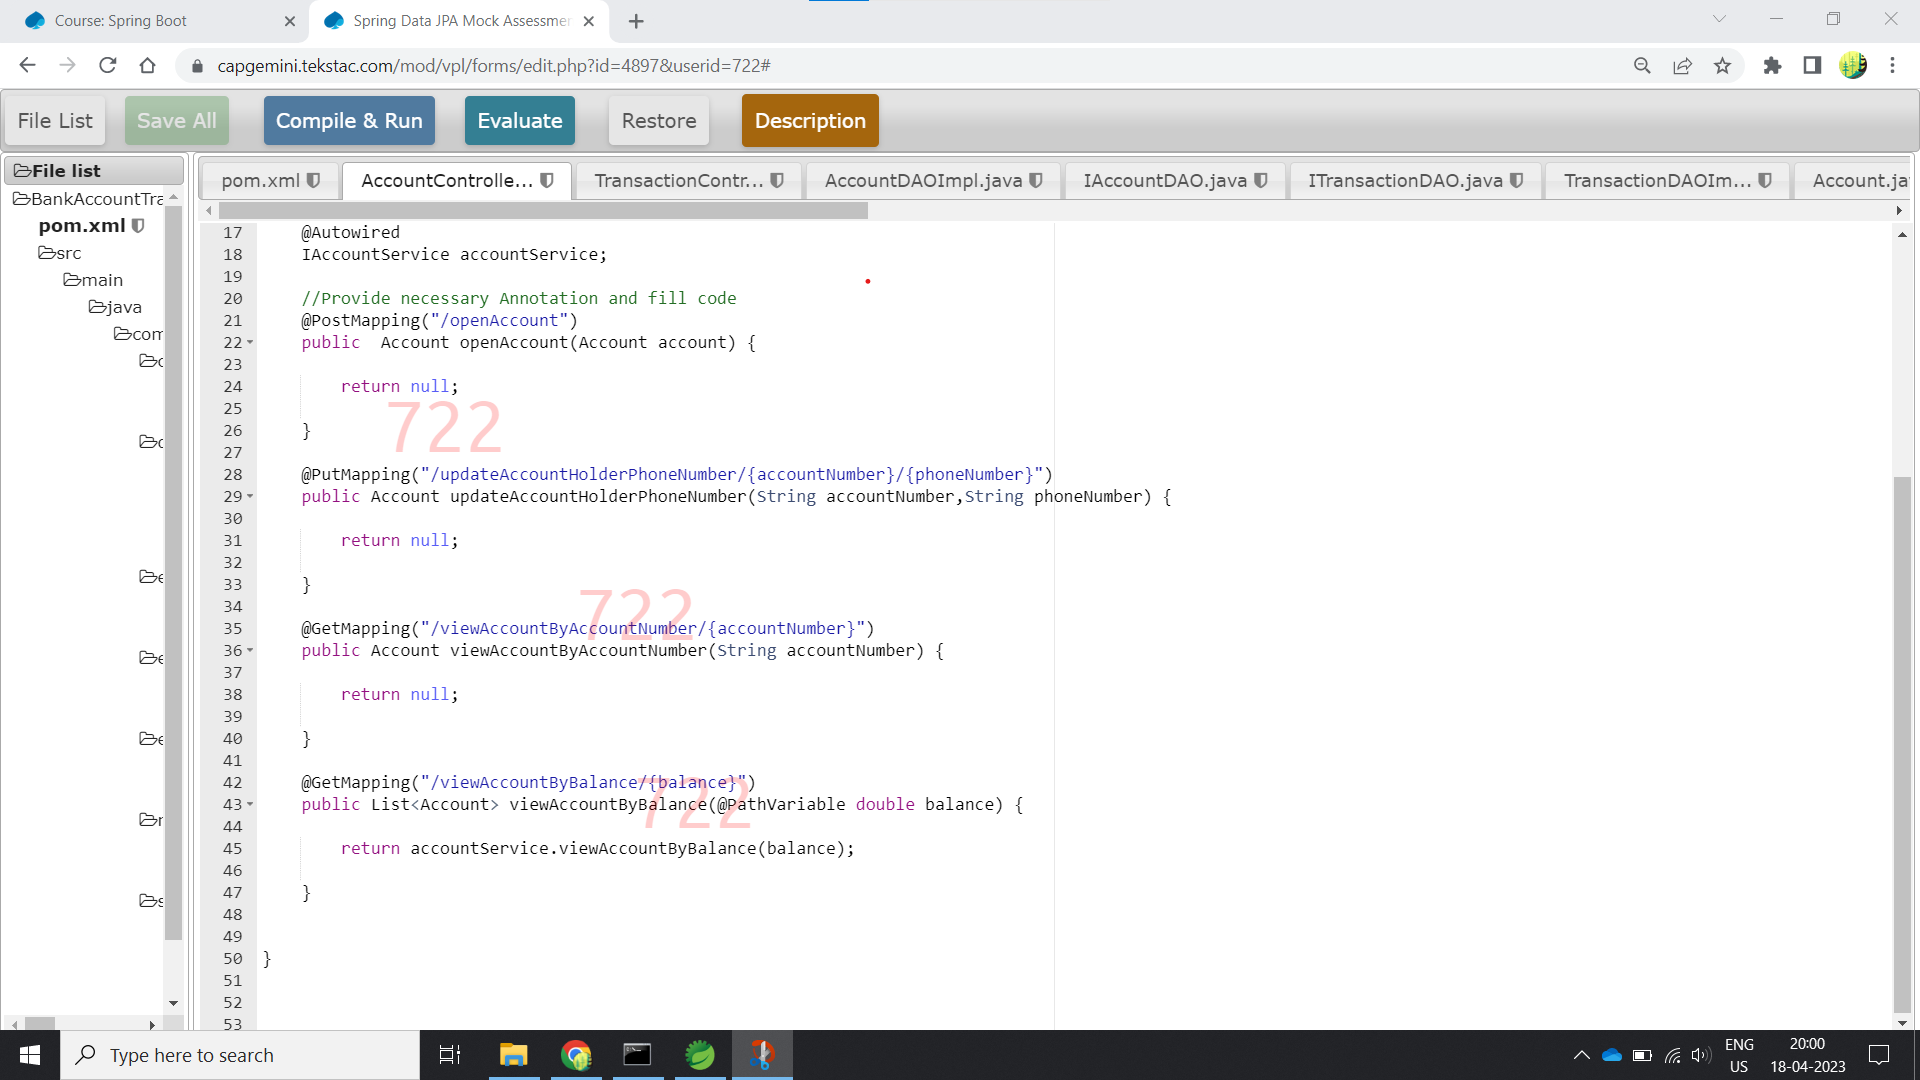 Course: Spring Boot
Spring Data JPA Mock Assessmen
capgemini.tekstac.com/mod/vpl/forms/edit.php?id=4897&userid=722#
File List
Save All
Compile & Run
Evaluate
Restore
Description
File list
BankAccountTra
pom.xml
src
main
java
com
pom.xml
AccountControlle...
TransactionContr...
AccountDAOImpl.java
IAccountDAO.java
ITransactionDAO.java
TransactionDAOIm...
Account.ja
17 @Autowired
18 IAccountService accountService;
19
20 //Provide necessary Annotation and fill code
21 @PostMapping("/openAccount")
22 public  Account openAccount(Account account) {
23
24 return null;
25
26 }
27
28 @PutMapping("/updateAccountHolderPhoneNumber/{accountNumber}/{phoneNumber}")
29 public Account updateAccountHolderPhoneNumber(String accountNumber,String phoneNumber) {
30
31 return null;
32
33 }
34
35 @GetMapping("/viewAccountByAccountNumber/{accountNumber}")
36 public Account viewAccountByAccountNumber(String accountNumber) {
37
38 return null;
39
40 }
41
42 @GetMapping("/viewAccountByBalance/{balance}")
43 public List<Account> viewAccountByBalance(@PathVariable double balance) {
44
45 return accountService.viewAccountByBalance(balance);
46
47 }
48
49
50 }
51
52
53
722
722
722
Type here to search
ENG
US
20:00
18-04-2023